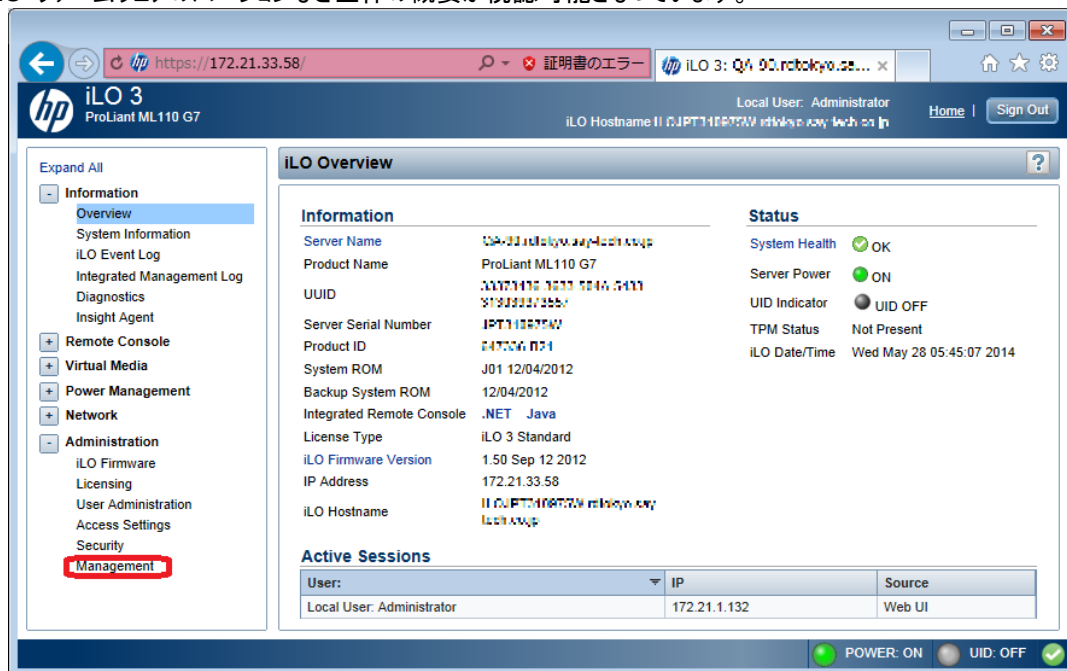 https://172.21.33.58/
証明書のエラー
iLO 3: QA-90.rdtokyo.sa...
hp
iLO 3
ProLiant ML110 G7
Local User: Administrator
iLO Hostname
Home | Sign Out
Expand All
Information
Overview
System Information
iLO Event Log
Integrated Management Log
Diagnostics
Insight Agent
Remote Console
Virtual Media
Power Management
Network
Administration
iLO Firmware
Licensing
User Administration
Access Settings
Security
Management
iLO Overview
?
Information
Server Name
Product Name ProLiant ML110 G7
UUID
Server Serial Number
Product ID
System ROM J01 12/04/2012
Backup System ROM 12/04/2012
Integrated Remote Console .NET Java
License Type iLO 3 Standard
iLO Firmware Version 1.50 Sep 12 2012
IP Address 172.21.33.58
iLO Hostname
Status
System Health OK
Server Power ON
UID Indicator UID OFF
TPM Status Not Present
iLO Date/Time Wed May 28 05:45:07 2014
Active Sessions
User: IP Source
Local User: Administrator 172.21.1.132 Web UI
POWER: ON UID: OFF